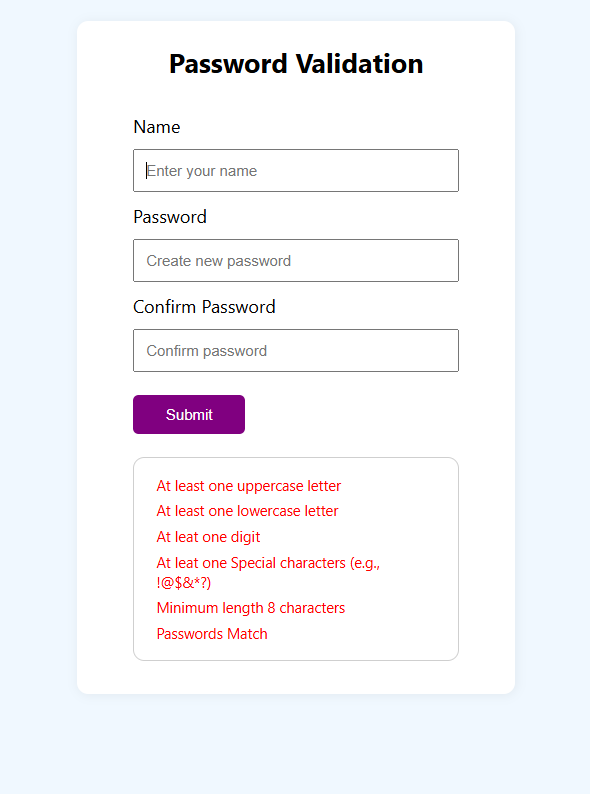 Password Validation
Name
Enter your name
Password
Create new password
Confirm Password
Confirm password
Submit
At least one uppercase letter
At least one lowercase letter
At leat one digit
At leat one Special characters (e.g.,
!@$&*?)
Minimum length 8 characters
Passwords Match